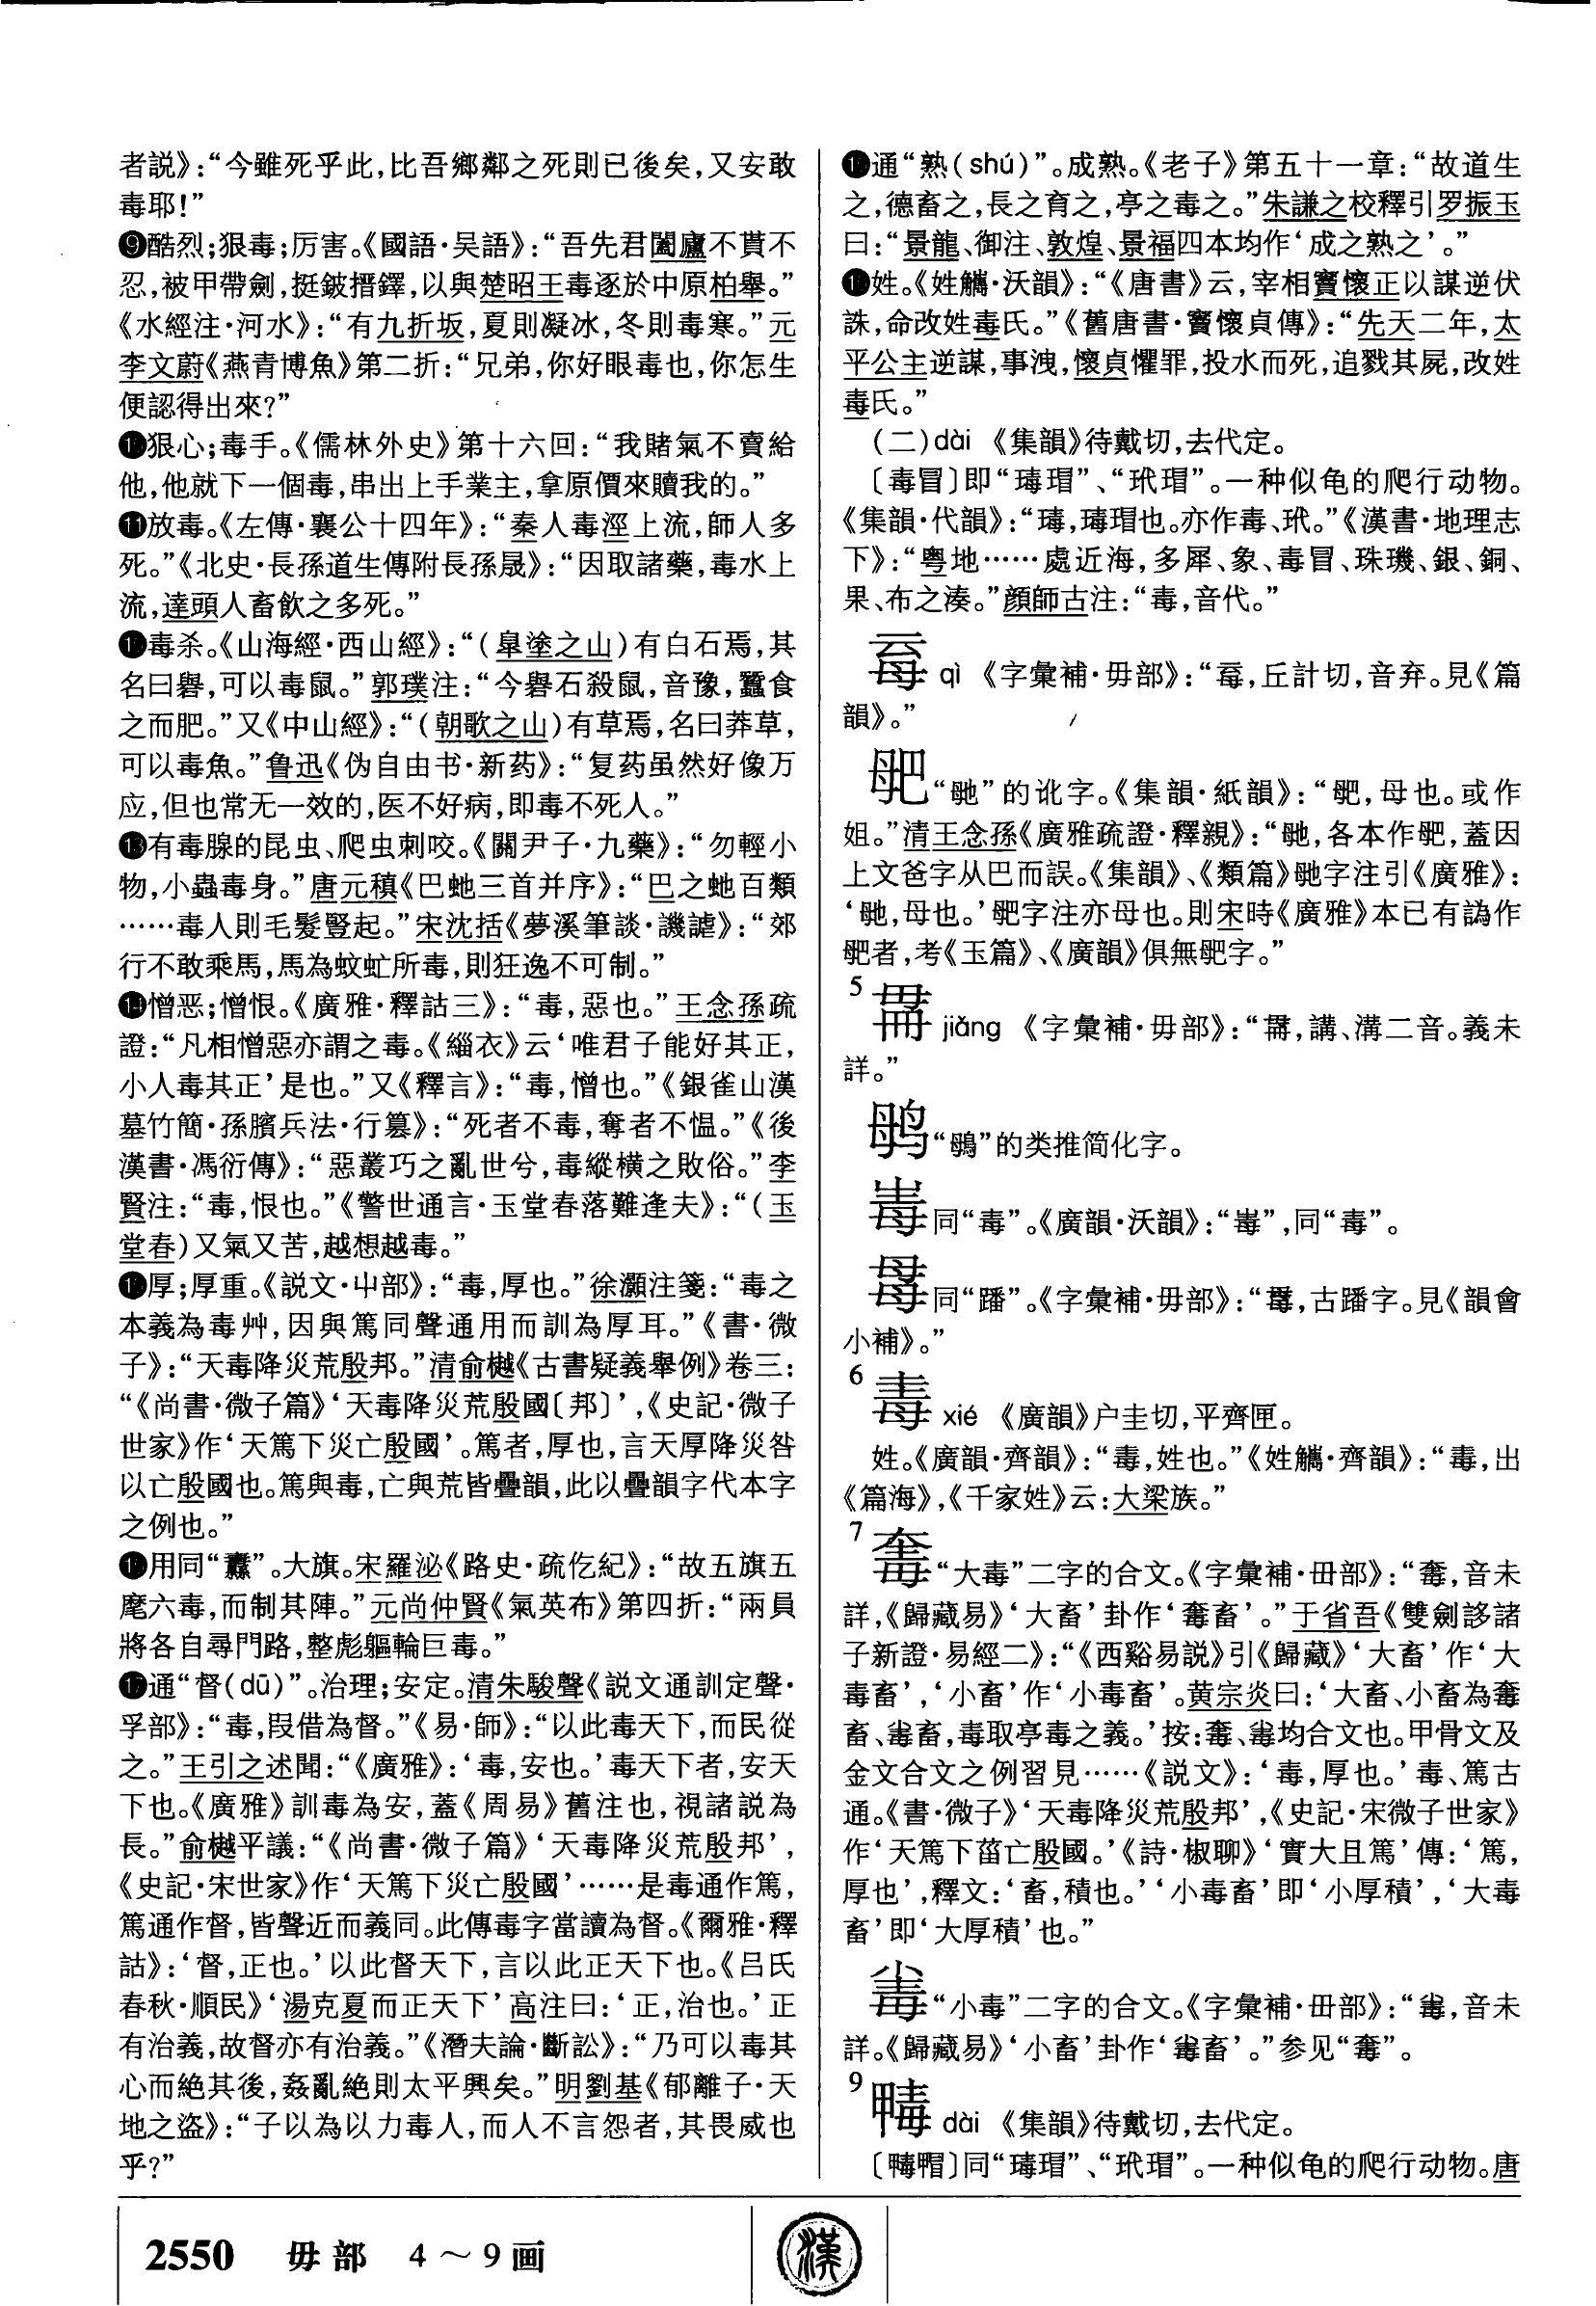 者説》：“今雖死乎此，比吾鄉鄰之死則已後矣，又安敢
毒耶！”
❾酷烈；狠毒；厉害。《國語·吴語》：“吾先君闔廬不貰不
忍，被甲帶劍，挺鈹搢鐸，以與楚昭王毒逐於中原柏舉。”
《水經注·河水》：“有九折坂，夏則凝冰，冬則毒寒。”元
李文蔚《燕青博魚》第二折：“兄弟，你好眼毒也，你怎生
便認得出來？”
❿狠心；毒手。《儒林外史》第十六回：“我賭氣不賣給
他，他就下一個毒，串出上手業主，拿原價來贖我的。”
⓫放毒。《左傳·襄公十四年》：“秦人毒涇上流，師人多
死。”《北史·長孫道生傳附長孫晟》：“因取諸藥，毒水上
流，達頭人畜飲之多死。”
⓬毒杀。《山海經·西山經》：“（皋塗之山）有白石焉，其
名曰礜，可以毒鼠。”郭璞注：“今礜石殺鼠，音豫，蠶食
之而肥。”又《中山經》：“（朝歌之山）有草焉，名曰莽草，
可以毒魚。”鲁迅《伪自由书·新药》：“复药虽然好像万
应，但也常无一效的，医不好病，即毒不死人。”
⓭有毒腺的昆虫、爬虫刺咬。《關尹子·九藥》：“勿輕小
物，小蟲毒身。”唐元稹《巴虵三首并序》：“巴之虵百類
……毒人則毛髮豎起。”宋沈括《夢溪筆談·譏謔》：“郊
行不敢乘馬，馬為蚊虻所毒，則狂逸不可制。”
⓮憎恶；憎恨。《廣雅·釋詁三》：“毒，惡也。”王念孫疏
證：“凡相憎惡亦謂之毒。《緇衣》云‘唯君子能好其正，
小人毒其正’是也。”又《釋言》：“毒，憎也。”《銀雀山漢
墓竹簡·孫臏兵法·行篡》：“死者不毒，奪者不愠。”《後
漢書·馮衍傳》：“惡叢巧之亂世兮，毒縱横之敗俗。”李
賢注：“毒，恨也。”《警世通言·玉堂春落難逢夫》：“（玉
堂春）又氣又苦，越想越毒。”
⓯厚；厚重。《説文·屮部》：“毒，厚也。”徐灝注箋：“毒之
本義為毒艸，因與篤同聲通用而訓為厚耳。”《書·微
子》：“天毒降災荒殷邦。”清俞樾《古書疑義舉例》卷三：
“《尚書·微子篇》‘天毒降災荒殷國〔邦〕’，《史記·微子
世家》作‘天篤下災亡殷國’。篤者，厚也，言天厚降災咎
以亡殷國也。篤與毒，亡與荒皆疊韻，此以疊韻字代本字
之例也。”
⓰用同“纛”。大旗。宋羅泌《路史·疏仡紀》：“故五旗五
麾六毒，而制其陣。”元尚仲賢《氣英布》第四折：“兩員
將各自尋門路，整彪軀輪巨毒。”
⓱通“督（dū）”。治理；安定。清朱駿聲《説文通訓定聲·
孚部》：“毒，叚借為督。”《易·師》：“以此毒天下，而民從
之。”王引之述聞：“《廣雅》：‘毒，安也。’毒天下者，安天
下也。《廣雅》訓毒為安，蓋《周易》舊注也，視諸説為
長。”俞樾平議：“《尚書·微子篇》‘天毒降災荒殷邦’，
《史記·宋世家》作‘天篤下災亡殷國’……是毒通作篤，
篤通作督，皆聲近而義同。此傳毒字當讀為督。《爾雅·釋
詁》：‘督，正也。’以此督天下，言以此正天下也。《吕氏
春秋·順民》‘湯克夏而正天下’高注曰：‘正，治也。’正
有治義，故督亦有治義。”《潛夫論·斷訟》：“乃可以毒其
心而絶其後，姦亂絶則太平興矣。”明劉基《郁離子·天
地之盜》：“子以為以力毒人，而人不言怨者，其畏威也
乎？”
⓲通“熟（shú）”。成熟。《老子》第五十一章：“故道生
之，德畜之，長之育之，亭之毒之。”朱謙之校釋引罗振玉
曰：“景龍、御注、敦煌、景福四本均作‘成之熟之’。”
⓳姓。《姓觿·沃韻》：“《唐書》云，宰相竇懷正以謀逆伏
誅，命改姓毒氏。”《舊唐書·竇懷貞傳》：“先天二年，太
平公主逆謀，事洩，懷貞懼罪，投水而死，追戮其屍，改姓
毒氏。”
（二）dài 《集韻》待戴切，去代定。
〔毒冒〕即“瑇瑁”、“玳瑁”。一种似龟的爬行动物。
《集韻·代韻》：“瑇，瑇瑁也。亦作毒、玳。”《漢書·地理志
下》：“粤地……處近海，多犀、象、毒冒、珠璣、銀、銅、
果、布之湊。”顔師古注：“毒，音代。”
qì 《字彙補·毋部》：“，丘計切，音弃。見《篇
韻》。”
“毑”的讹字。《集韻·紙韻》：“，母也。或作
姐。”清王念孫《廣雅疏證·釋親》：“毑，各本作，蓋因
上文爸字从巴而誤。《集韻》、《類篇》毑字注引《廣雅》：
‘毑，母也。’字注亦母也。則宋時《廣雅》本已有譌作
者，考《玉篇》、《廣韻》俱無字。”
5 jiǎng 《字彙補·毋部》：“，講、溝二音。義未
詳。”
“鴟”的类推简化字。
同“毒”。《廣韻·沃韻》：“”，同“毒”。
同“蹯”。《字彙補·毋部》：“，古蹯字。見《韻會
小補》。”
6 xié 《廣韻》户圭切，平齊匣。
姓。《廣韻·齊韻》：“，姓也。”《姓觿·齊韻》：“，出
《篇海》，《千家姓》云：大梁族。”
7 “大毒”二字的合文。《字彙補·毌部》：“，音未
詳，《歸藏易》‘大畜’卦作‘畜’。”于省吾《雙劍誃諸
子新證·易經二》：“《西谿易説》引《歸藏》‘大畜’作‘大
毒畜’，‘小畜’作‘小毒畜’。黄宗炎曰：‘大畜、小畜為
畜、畜，毒取亭毒之義。’按：、均合文也。甲骨文及
金文合文之例習見……《説文》：‘毒，厚也。’毒、篤古
通。《書·微子》‘天毒降災荒殷邦’，《史記·宋微子世家》
作‘天篤下菑亡殷國。’《詩·椒聊》‘實大且篤’傳：‘篤，
厚也’，釋文：‘畜，積也。’‘小毒畜’即‘小厚積’，‘大毒
畜’即‘大厚積’也。”
“小毒”二字的合文。《字彙補·毌部》：“，音未
詳。《歸藏易》‘小畜’卦作‘畜’。”参见“”。
9 dài 《集韻》待戴切，去代定。
〔〕同“瑇瑁”、“玳瑁”。一种似龟的爬行动物。唐
2550 毋部 4～9画
漢